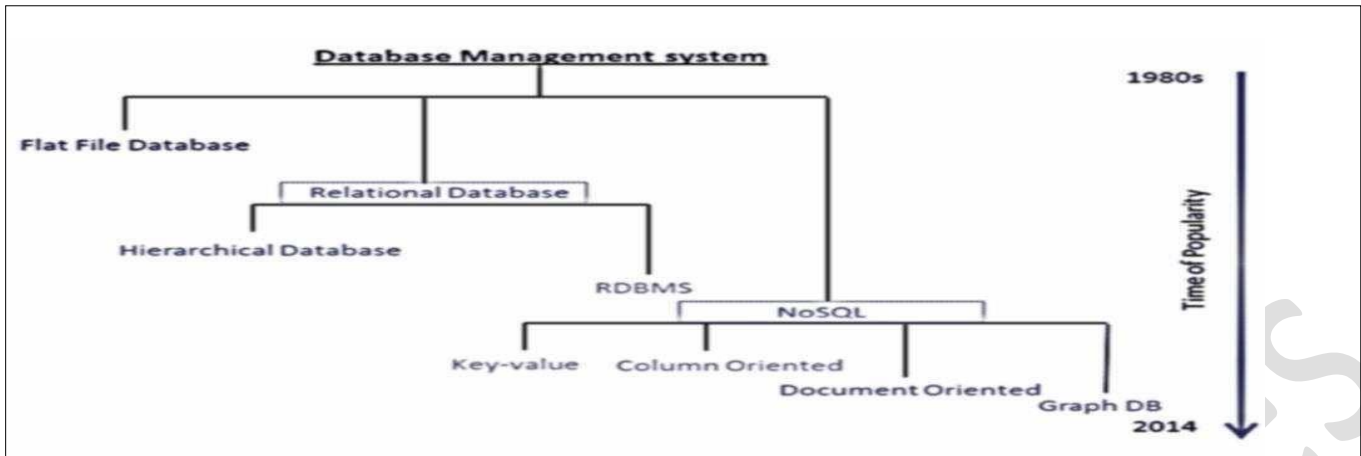 Database Management system
1980s
Flat File Database
Relational Database
Hierarchical Database
Time of Popularity
RDBMS
NoSQL
Key-value
Column Oriented
Document Oriented
Graph DB
2014